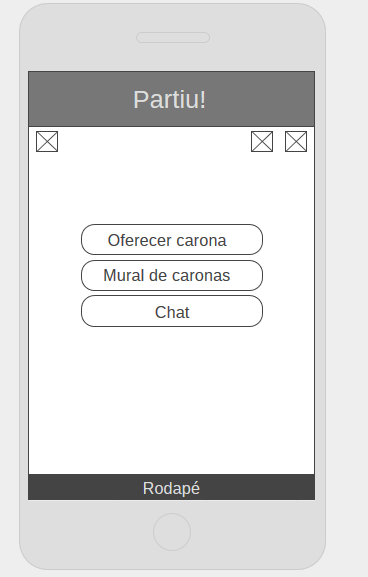 Partiu!
Oferecer carona
Mural de caronas
Chat
Rodapé